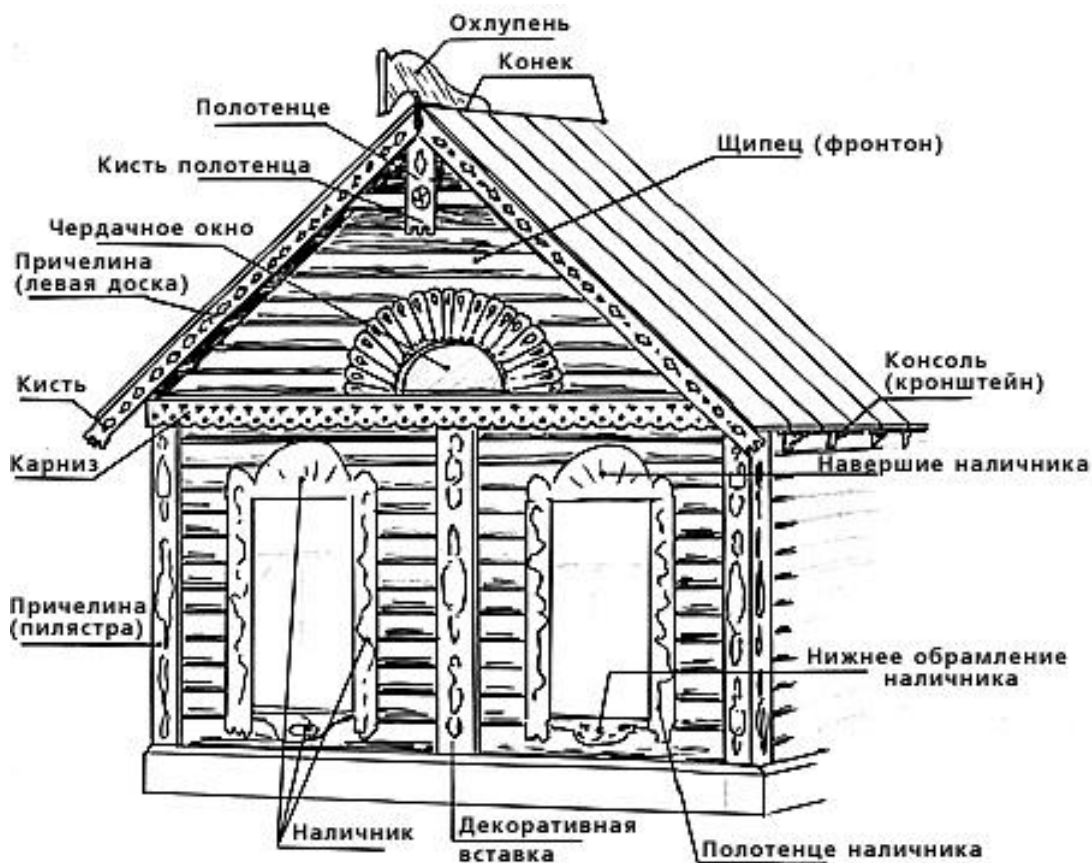 Охлупень
Конек
Полотенце
Щипец (фронтон)
Кисть полотенца
Чердачное окно
Причелина
(левая доска)
Консоль
(кронштейн)
Кисть
Карниз
Навершие наличника
Причелина
(пилястра)
Нижнее обрамление
наличника
Наличник
Декоративная
вставка
Полотенце наличника